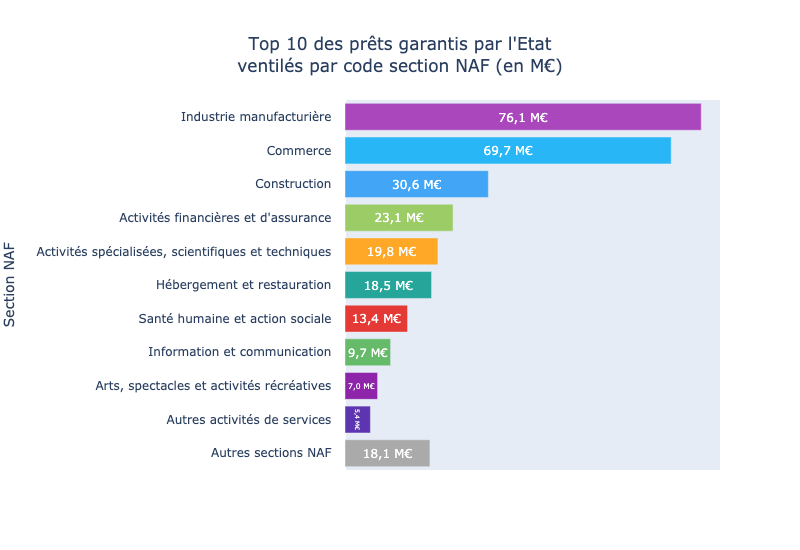 Top 10 des prêts garantis par l'Etat
ventilés par code section NAF (en M€)
Section NAF
Industrie manufacturière 76,1 M€
Commerce 69,7 M€
Construction 30,6 M€
Activités financières et d'assurance 23,1 M€
Activités spécialisées, scientifiques et techniques 19,8 M€
Hébergement et restauration 18,5 M€
Santé humaine et action sociale 13,4 M€
Information et communication 9,7 M€
Arts, spectacles et activités récréatives 7,0 M€
Autres activités de services 5,4 M€
Autres sections NAF 18,1 M€